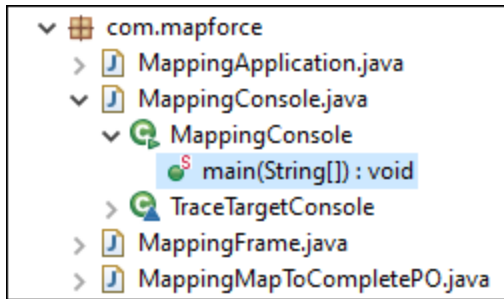 com.mapforce
MappingApplication.java
MappingConsole.java
MappingConsole
main(String[]) : void
TraceTargetConsole
MappingFrame.java
MappingMapToCompletePO.java